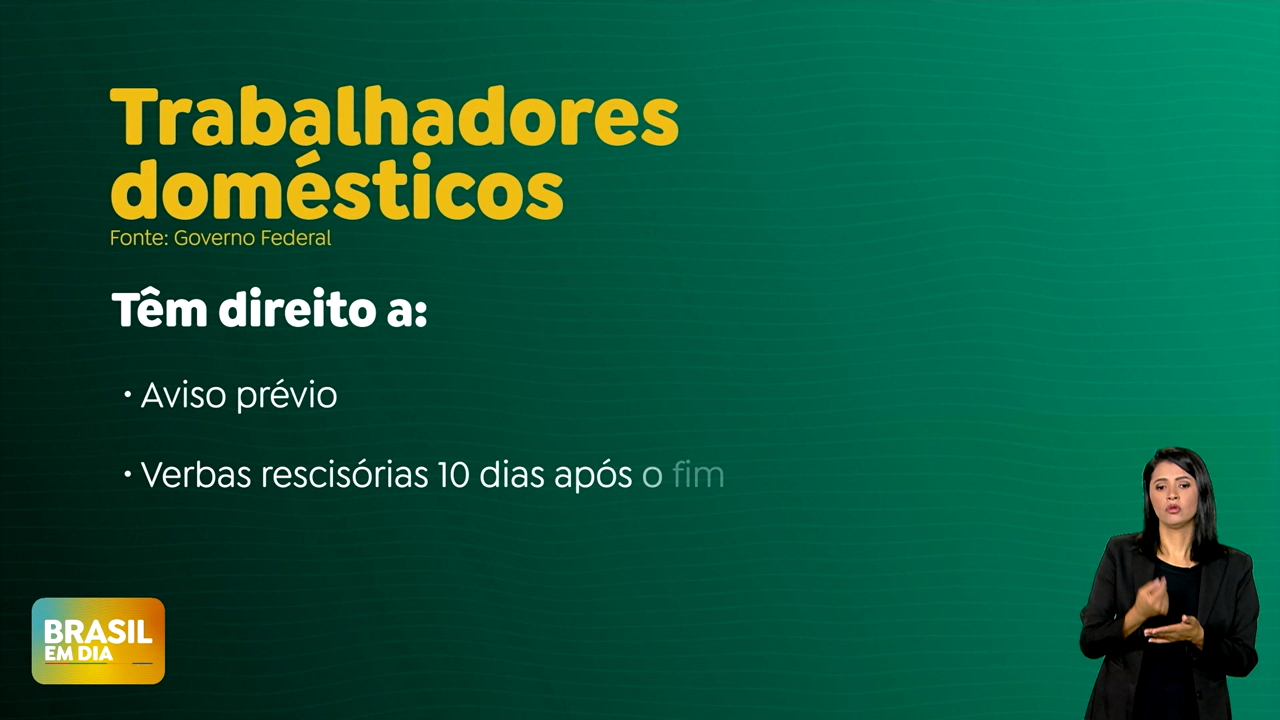 Trabalhadores
domésticos
Fonte: Governo Federal
Têm direito a:
• Aviso prévio
• Verbas rescisórias 10 dias após o fim
BRASIL
EM DIA